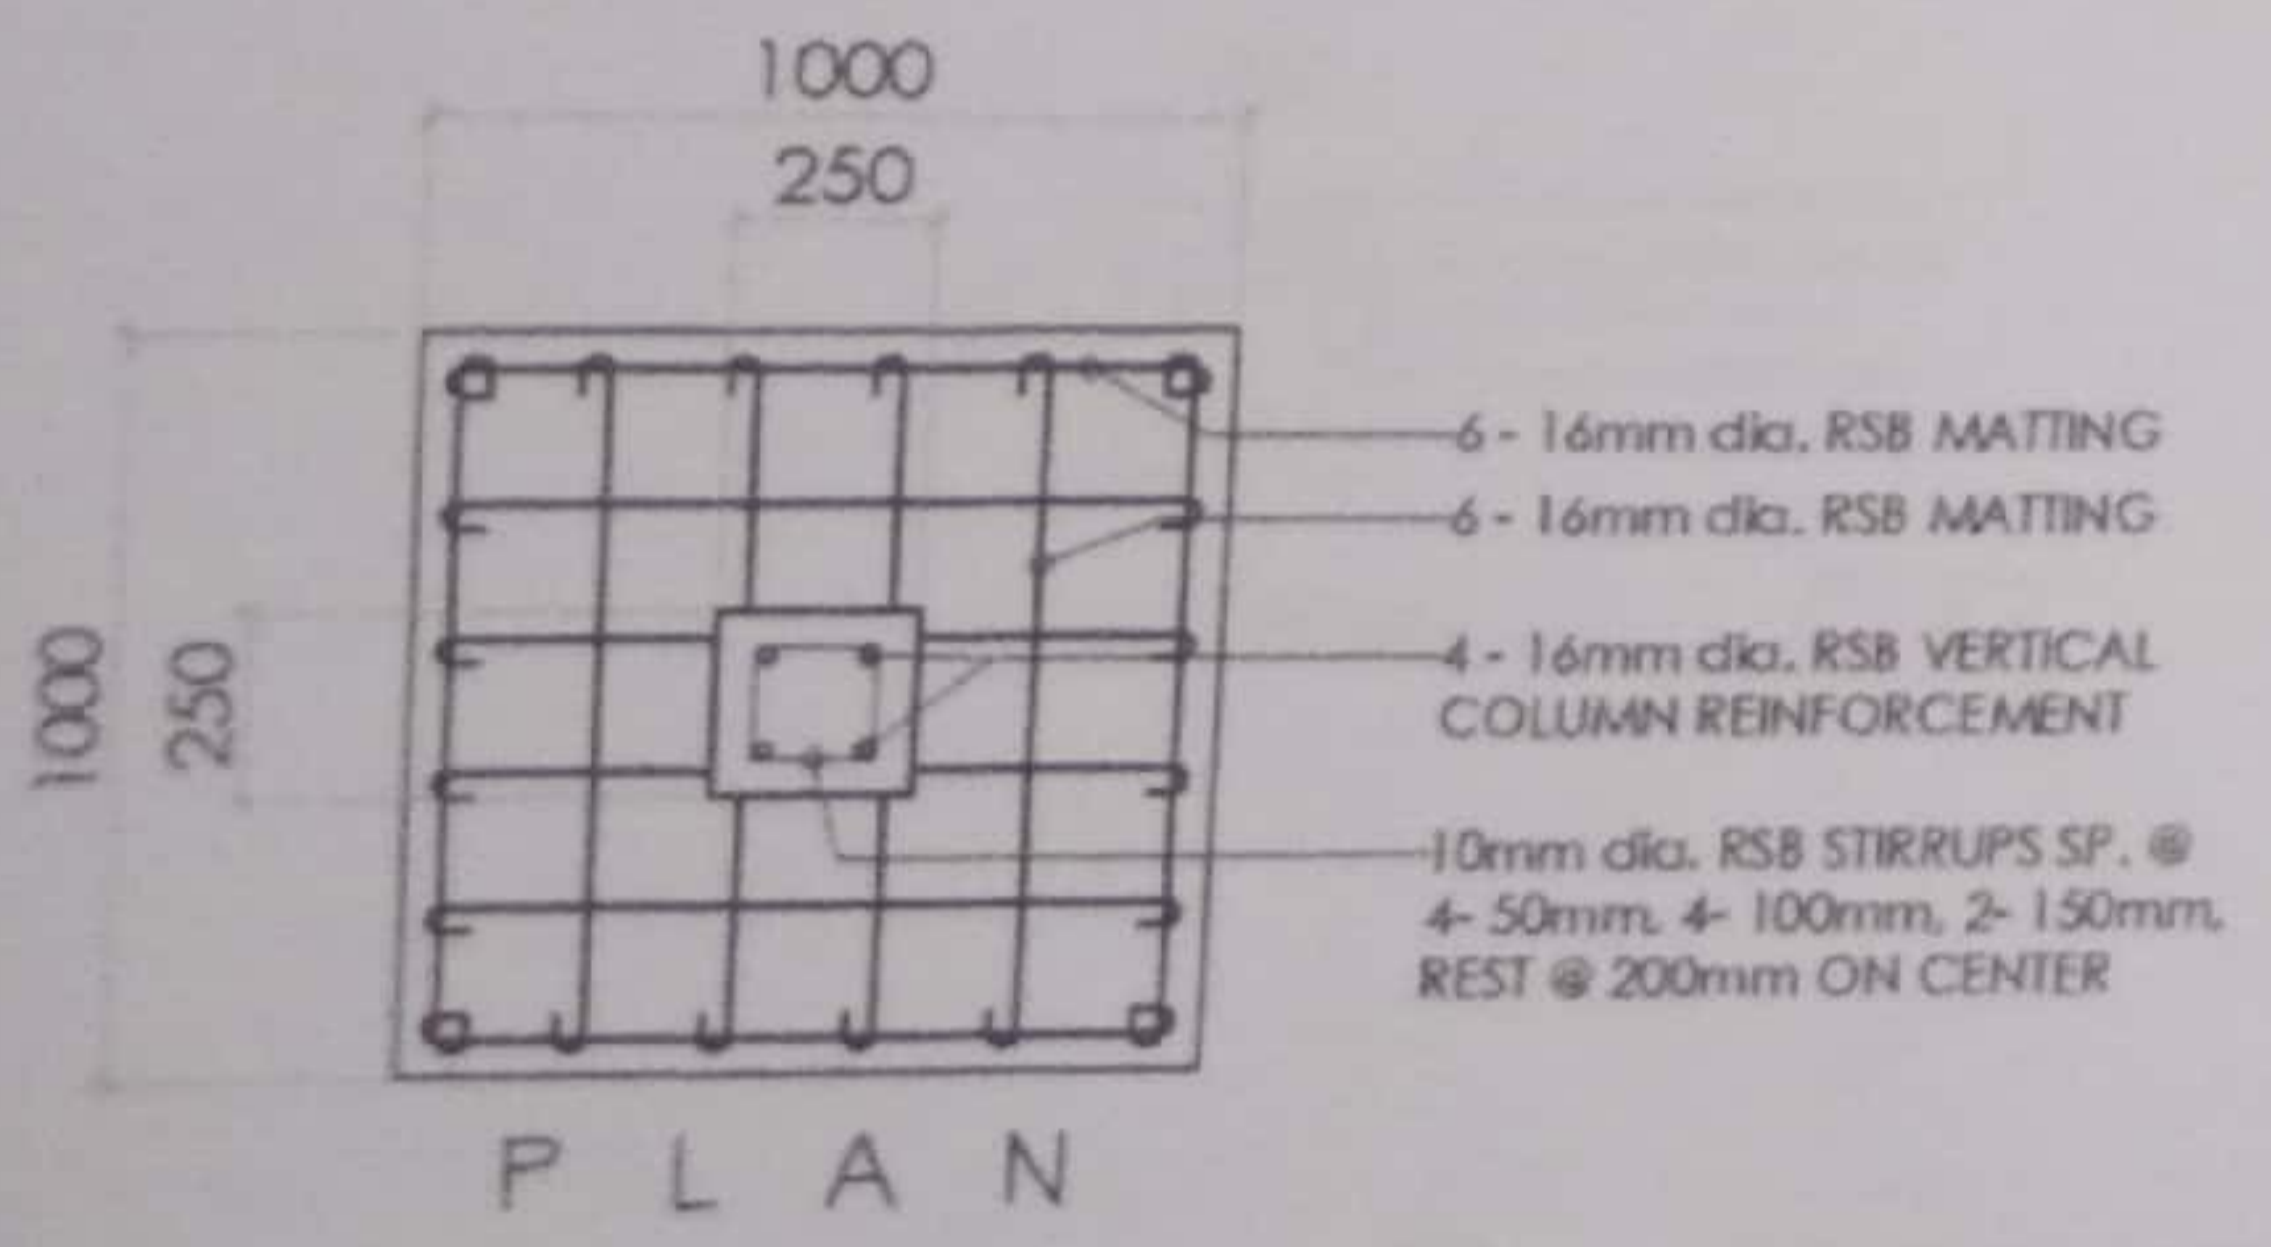 1000
250
1000
250
6 - 16mm dia. RSB MATTING
6 - 16mm dia. RSB MATTING
4 - 16mm dia. RSB VERTICAL
COLUMN REINFORCEMENT
10mm dia. RSB STIRRUPS SP. @
4- 50mm, 4- 100mm, 2- 150mm,
REST @ 200mm ON CENTER
PLAN